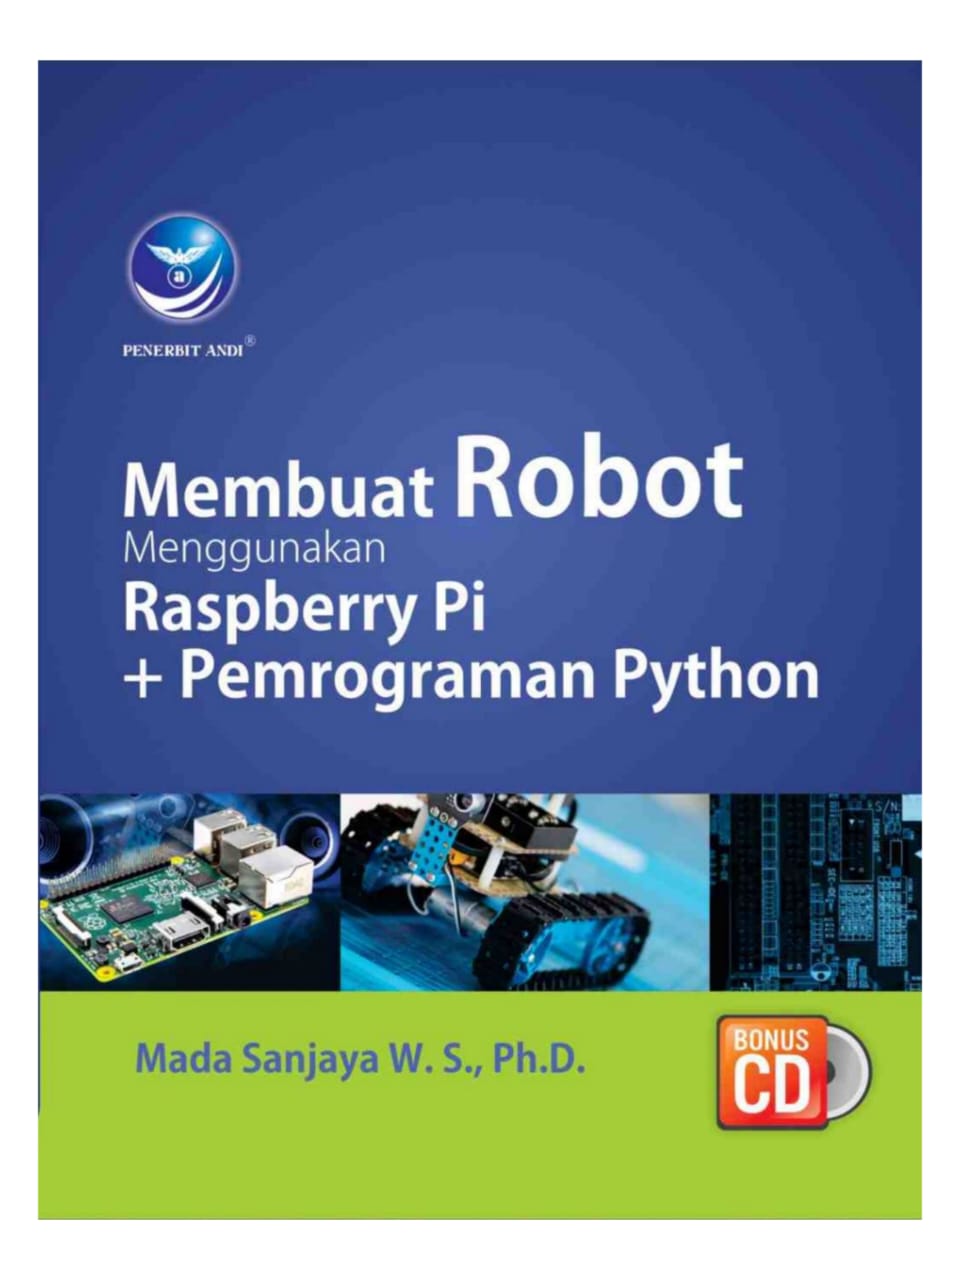 a
PENERBIT ANDI®
Membuat Robot
Menggunakan
Raspberry Pi
+ Pemrograman Python
S/N:
Mada Sanjaya W. S., Ph.D.
BONUS
CD